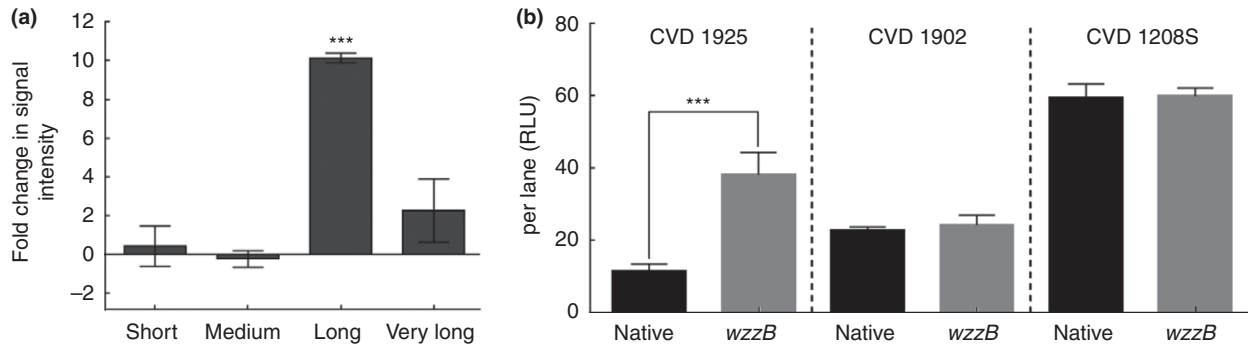 (a)
Fold change in signal
intensity
12
10
8
6
4
2
0
–2
***
Short Medium Long Very long
(b)
per lane (RLU)
80
60
40
20
0
CVD 1925 CVD 1902 CVD 1208S
***
Native wzzB Native wzzB Native wzzB